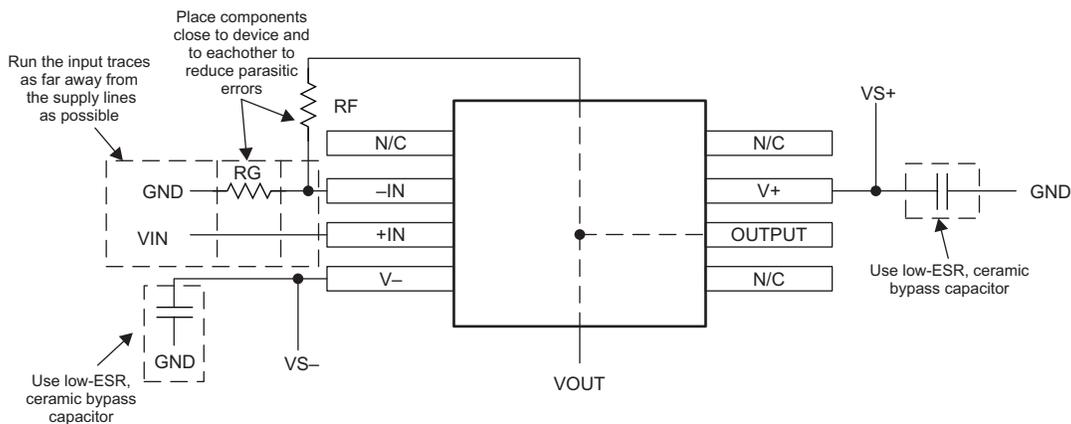 Place components
close to device and
to eachother to
reduce parasitic
errors
Run the input traces
as far away from
the supply lines
as possible
RF
VS+
N/C
N/C
RG
GND
–IN
V+
GND
VIN
+IN
OUTPUT
V–
N/C
Use low-ESR, ceramic
bypass capacitor
GND
VS–
Use low-ESR,
ceramic bypass
capacitor
VOUT